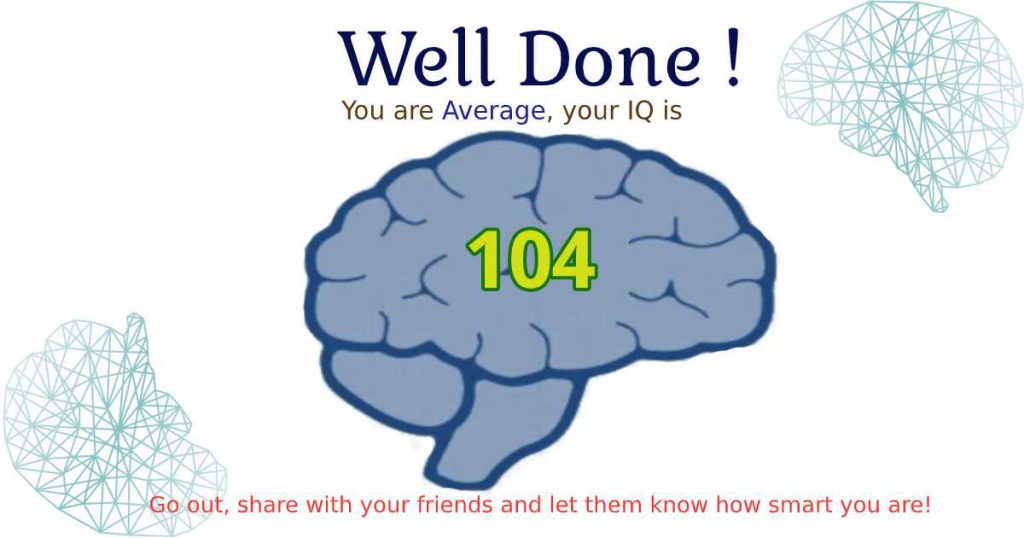 Well Done !
You are Average, your IQ is
104
Go out, share with your friends and let them know how smart you are!